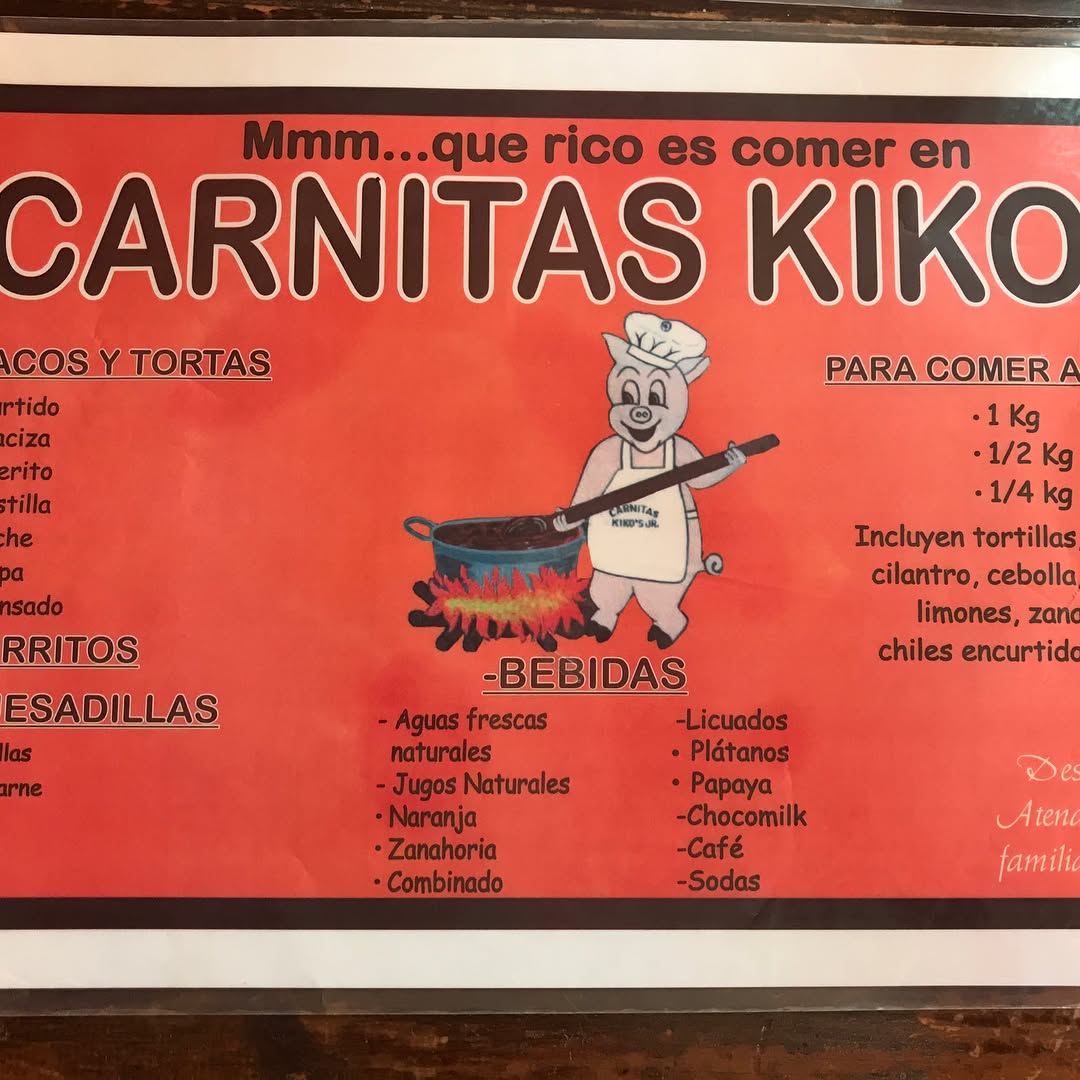 Mmm...que rico es comer en
CARNITAS KIKO
CARNITAS
KIKO'S JR.
ACOS Y TORTAS
urtido
aciza
erito
stilla
che
pa
nsado
RRITOS
ESADILLAS
llas
arne
-BEBIDAS
- Aguas frescas
naturales
- Jugos Naturales
• Naranja
• Zanahoria
• Combinado
-Licuados
• Plátanos
• Papaya
-Chocomilk
-Café
-Sodas
PARA COMER A
• 1 Kg
• 1/2 Kg
• 1/4 kg
Incluyen tortillas,
cilantro, cebolla,
limones, zana
chiles encurtido
Des
Atend
familia